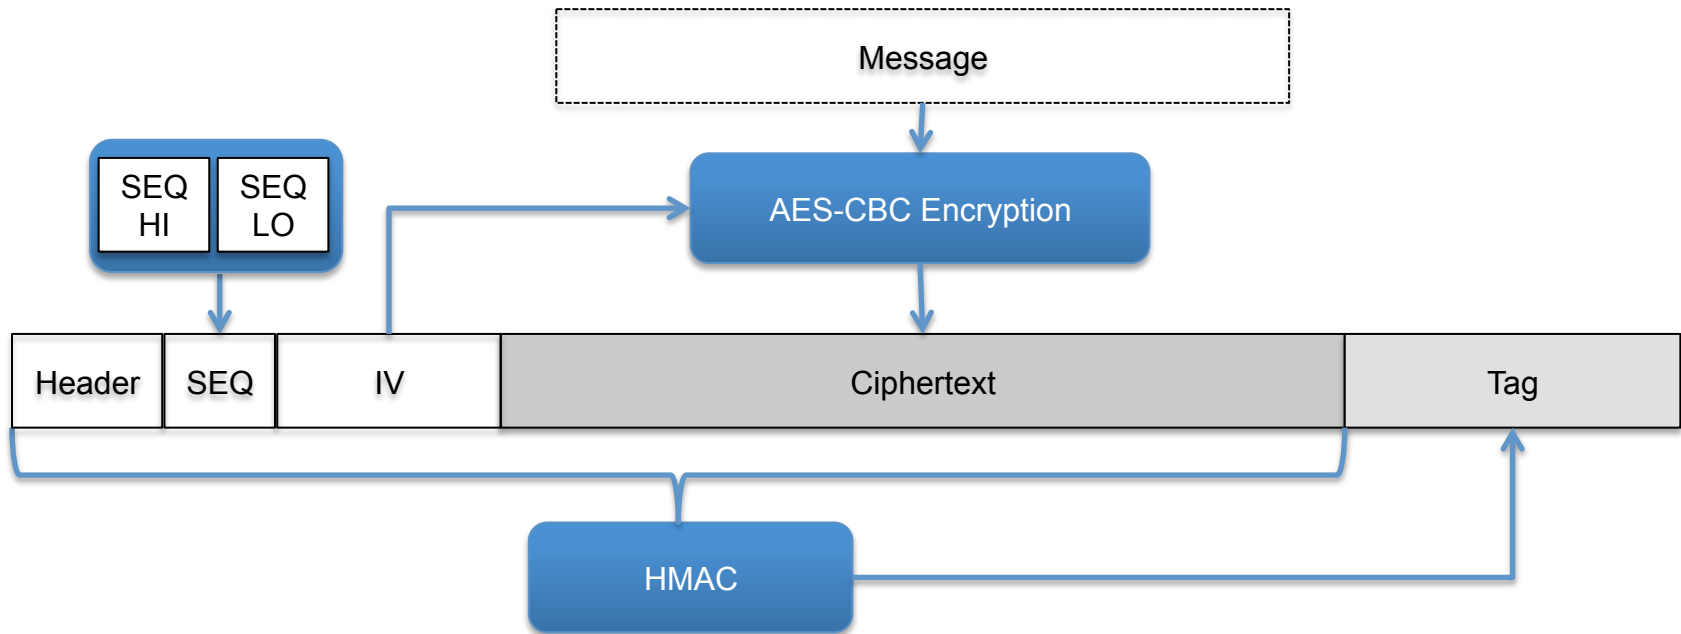 Message
SEQ
HI
SEQ
LO
AES-CBC Encryption
Header
SEQ
IV
Ciphertext
Tag
HMAC